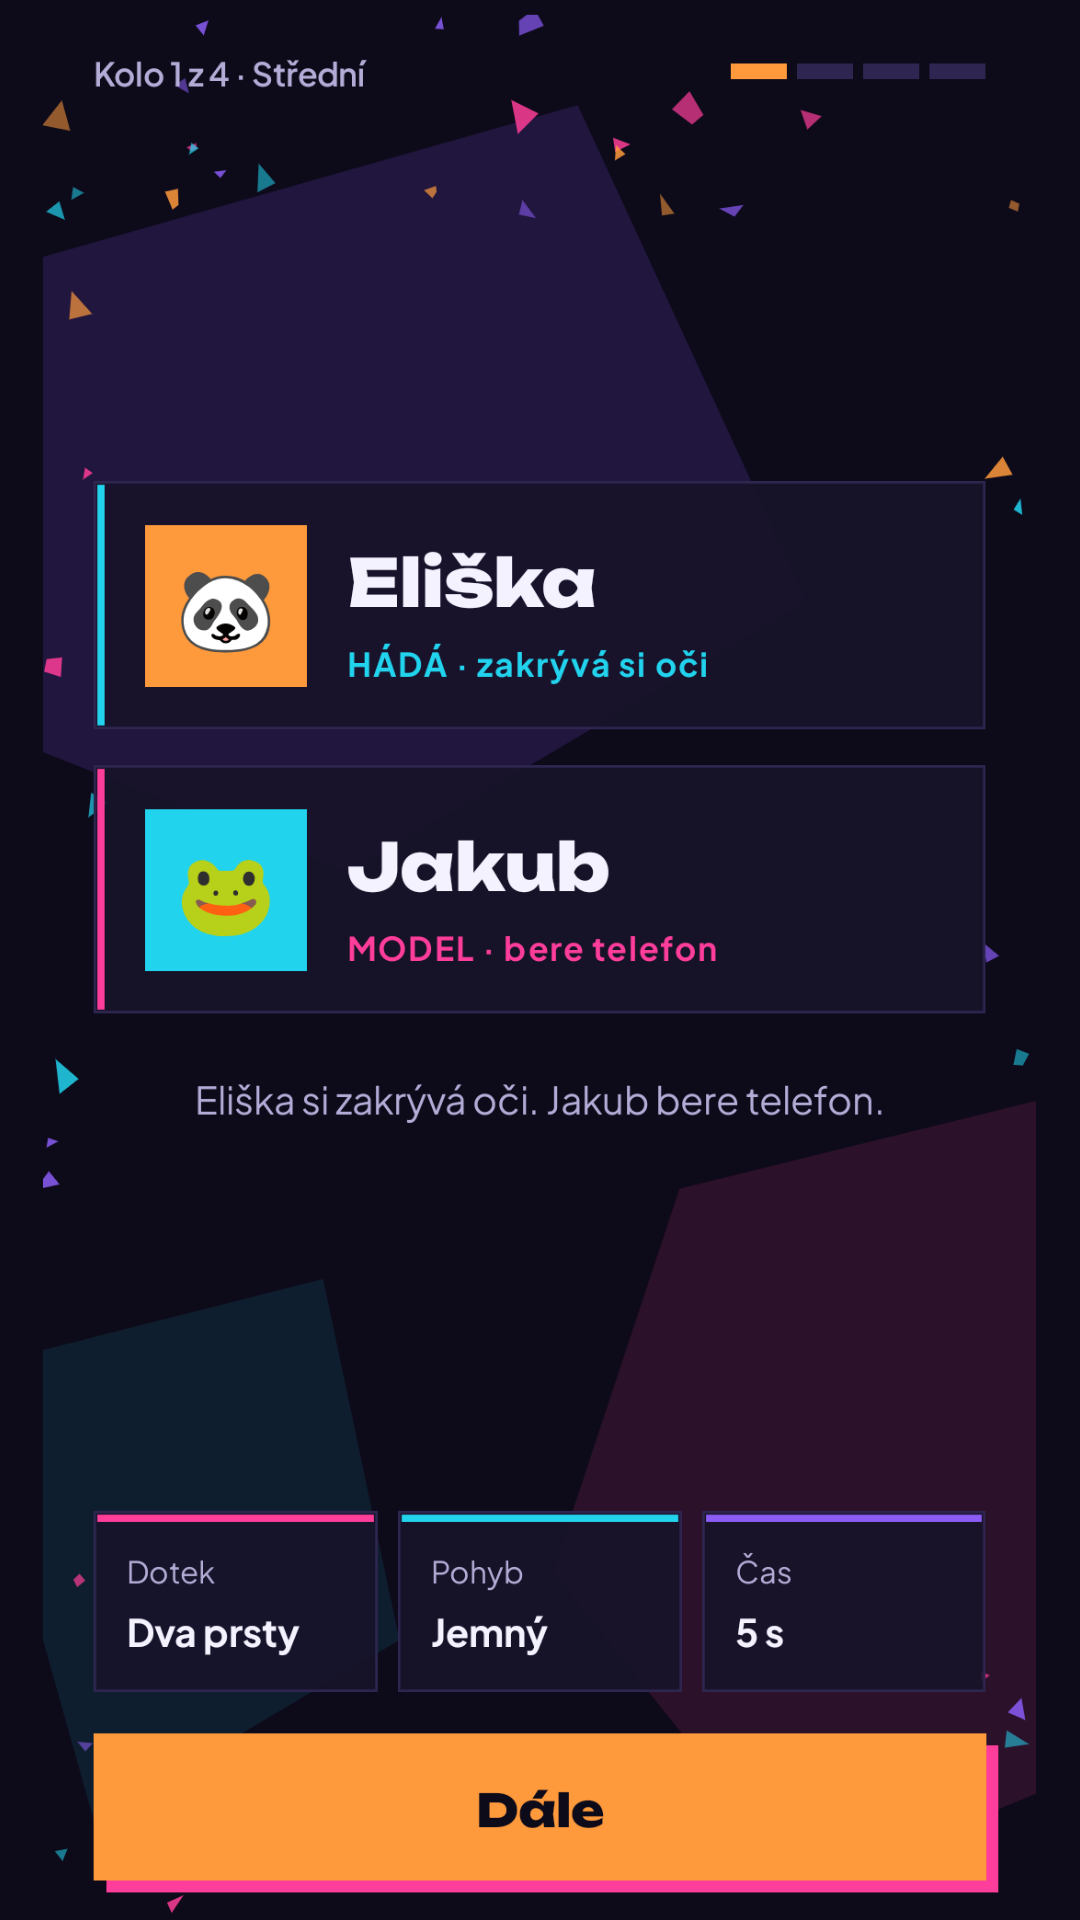 Kolo 1 z 4 · Střední
Eliška
HÁDÁ · zakrývá si oči
Jakub
MODEL · bere telefon
Eliška si zakrývá oči. Jakub bere telefon.
Dotek
Dva prsty
Pohyb
Jemný
Čas
5 s
Dále